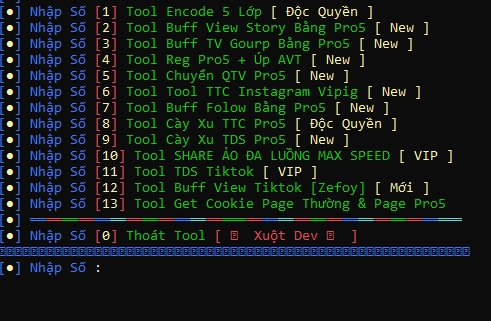 [●] Nhập Số [1] Tool Encode 5 Lớp [ Độc Quyền ]
[●] Nhập Số [2] Tool Buff View Story Bằng Pro5 [ New ]
[●] Nhập Số [3] Tool Buff TV Gourp Bằng Pro5 [ New ]
[●] Nhập Số [4] Tool Reg Pro5 + Úp AVT [ New ]
[●] Nhập Số [5] Tool Chuyển QTV Pro5 [ New ]
[●] Nhập Số [6] Tool Tool TTC Instagram Vipig [ New ]
[●] Nhập Số [7] Tool Buff Folow Bằng Pro5 [ New ]
[●] Nhập Số [8] Tool Cày Xu TTC Pro5 [ Độc Quyền ]
[●] Nhập Số [9] Tool Cày Xu TDS Pro5 [ New ]
[●] Nhập Số [10] Tool SHARE ẢO ĐA LUỒNG MAX SPEED [ VIP ]
[●] Nhập Số [11] Tool TDS Tiktok [ VIP ]
[●] Nhập Số [12] Tool Buff View Tiktok [Zefoy] [ Mới ]
[●] Nhập Số [13] Tool Get Cookie Page Thường & Page Pro5
[●]
[●] Nhập Số [0] Thoát Tool [ Xuột Dev ]
[●] Nhập Số :